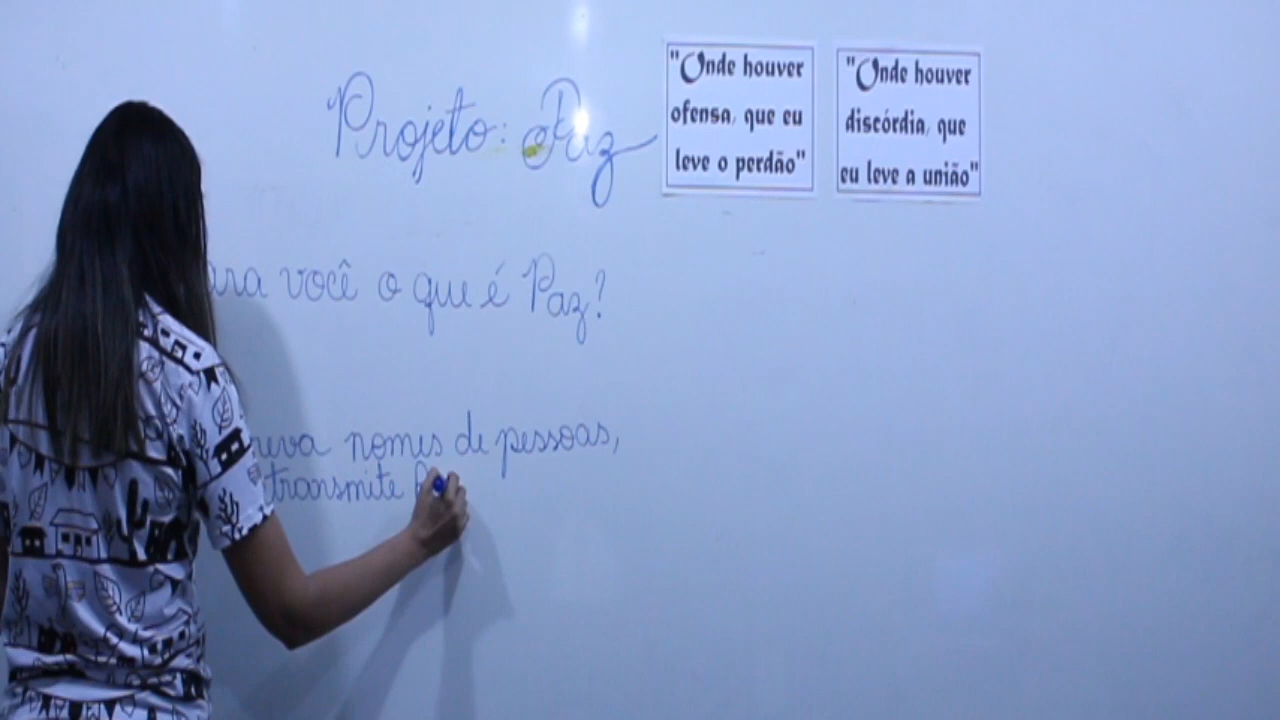 Projeto: Paz
"Onde houver
ofensa, que eu
leve o perdão"
"Onde houver
discórdia, que
eu leve a união"
você o que é Paz?
nomes de pessoas,
transmite